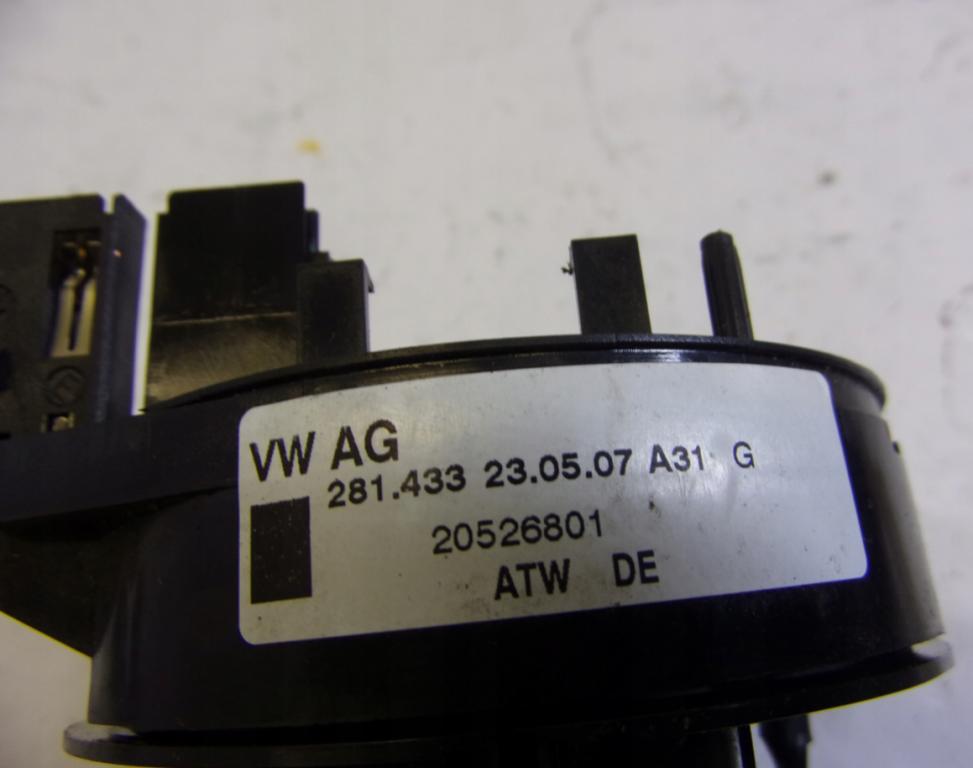 VW AG
281.433 23.05.07 A31 G
20526801
ATW DE